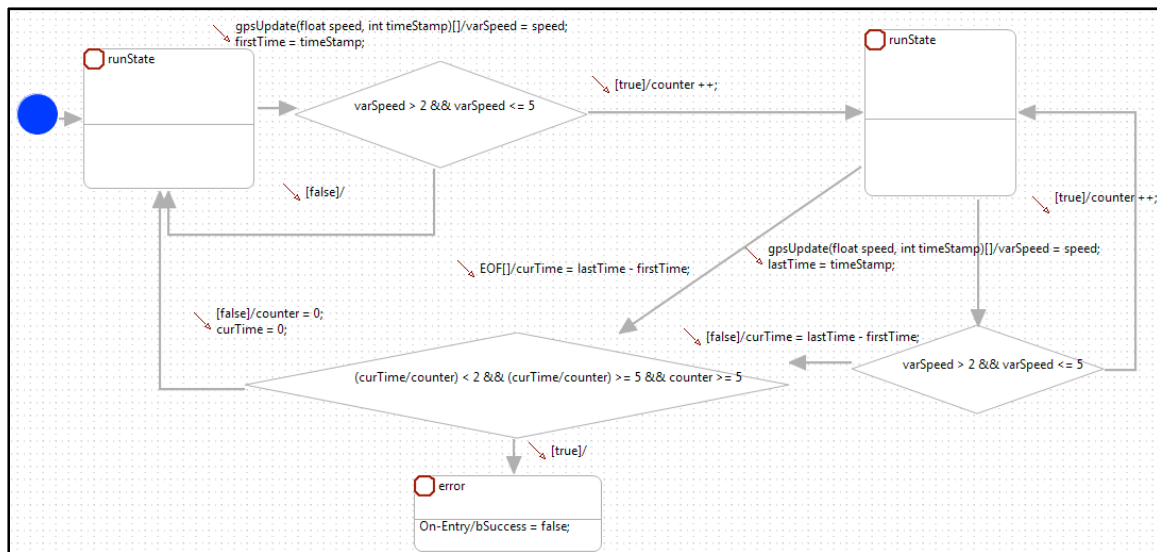 gpsUpdate(float speed, int timeStamp)[]/varSpeed = speed;
firstTime = timeStamp;
runState
runState
varSpeed > 2 && varSpeed <= 5
[true]/counter ++;
[false]/
[true]/counter ++;
gpsUpdate(float speed, int timeStamp)[]/varSpeed = speed;
lastTime = timeStamp;
EOF[]/curTime = lastTime - firstTime;
[false]/counter = 0;
curTime = 0;
[false]/curTime = lastTime - firstTime;
varSpeed > 2 && varSpeed <= 5
(curTime/counter) < 2 && (curTime/counter) >= 5 && counter >= 5
[true]/
error
On-Entry/bSuccess = false;